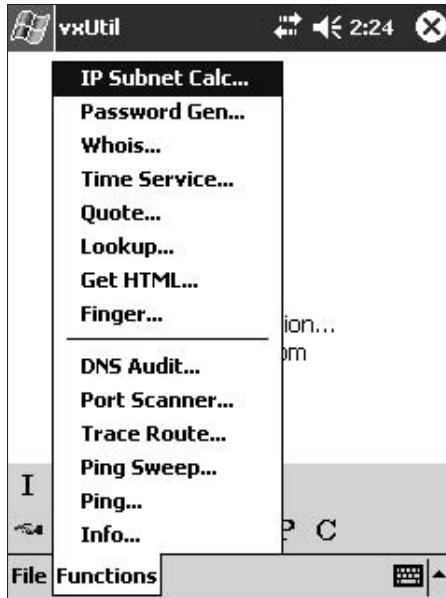 vxUtil 2:24
IP Subnet Calc...
Password Gen...
Whois...
Time Service...
Quote...
Lookup...
Get HTML...
Finger...
ion...
om
DNS Audit...
Port Scanner...
Trace Route...
Ping Sweep...
Ping...
Info...
I
P C
File Functions